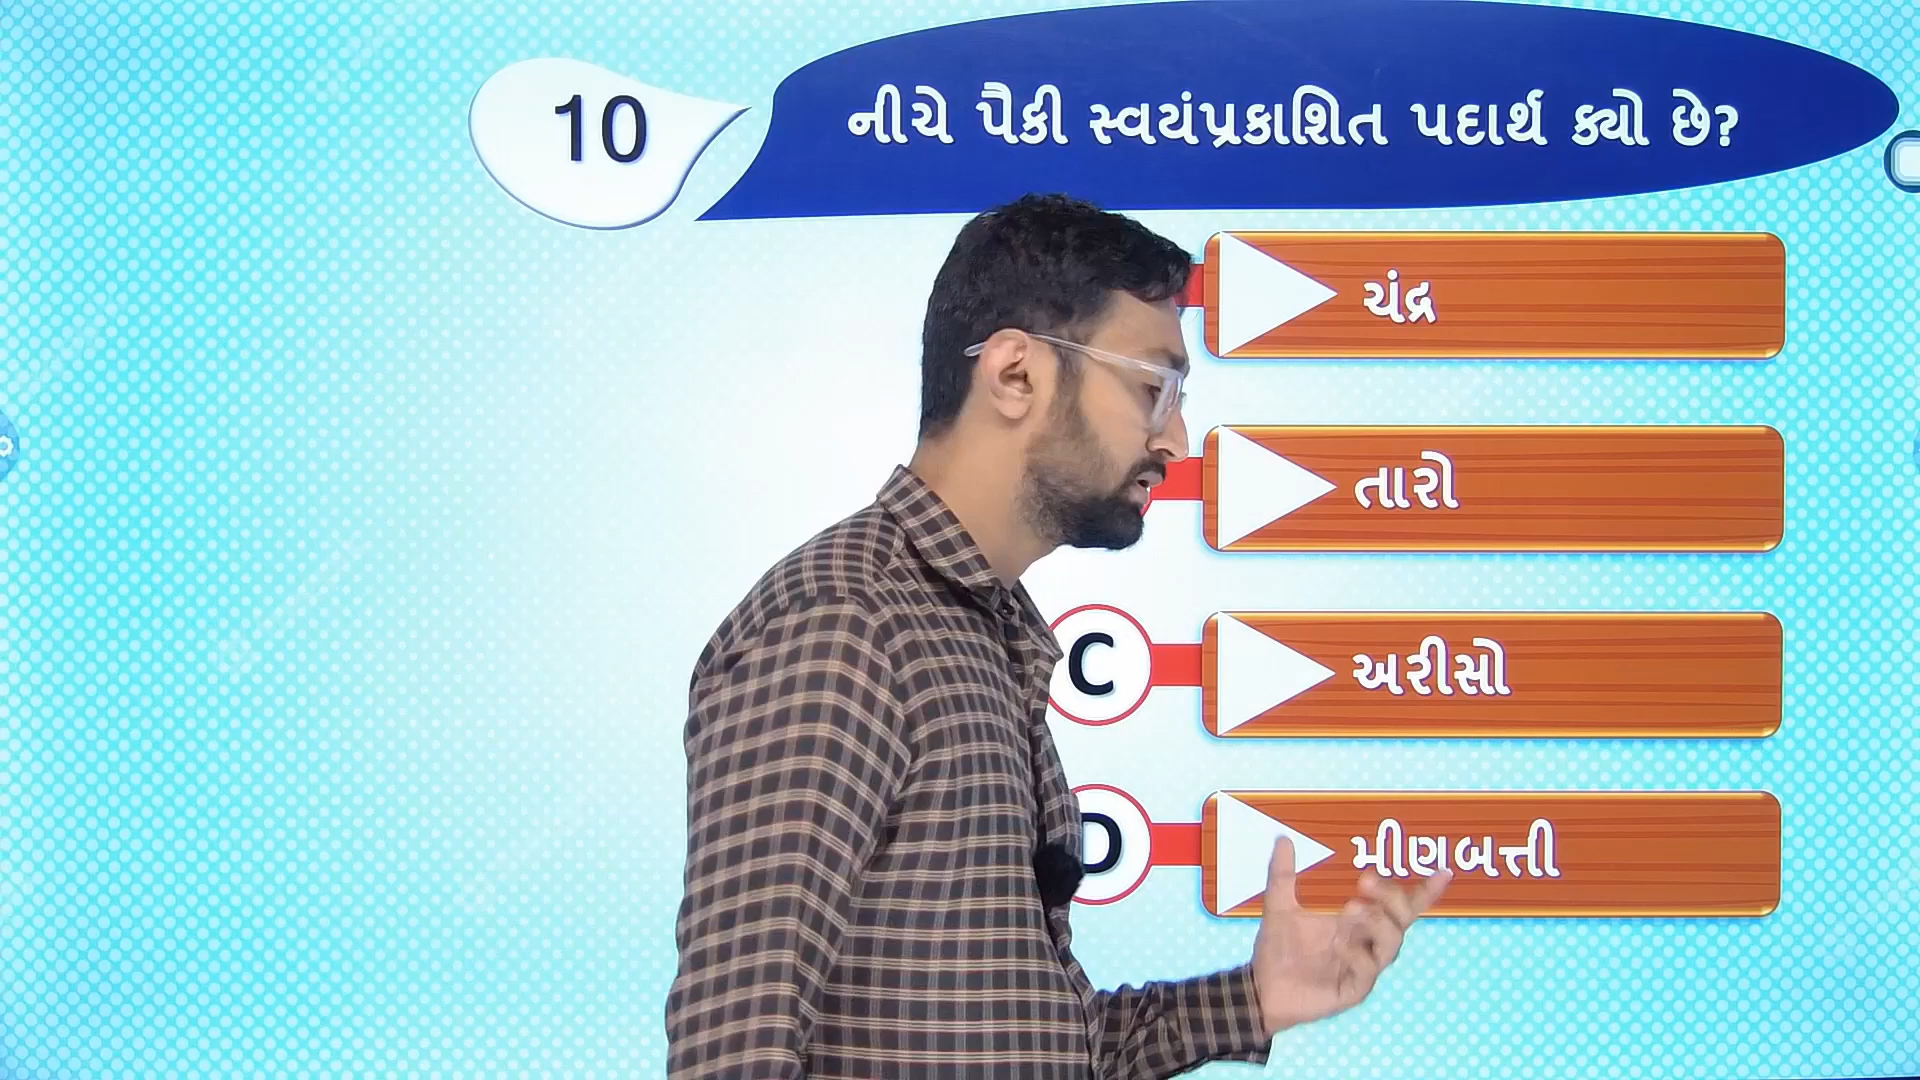 10
નીચે પૈકી સ્વયંપ્રકાશિત પદાર્થ ક્યો છે?
ચંદ્ર
તારો
C અરીસો
D મીણબત્તી